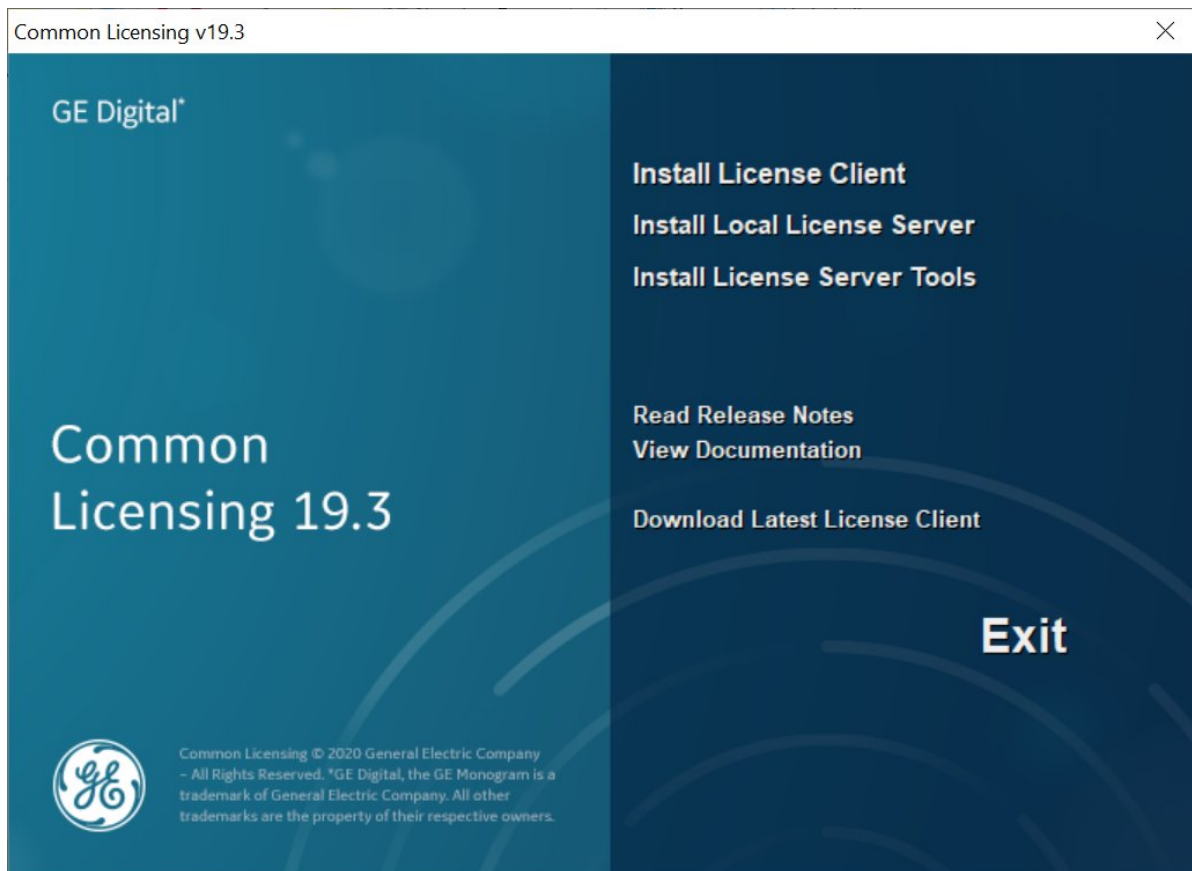 Common Licensing v19.3
GE Digital*
Install License Client
Install Local License Server
Install License Server Tools
Read Release Notes
View Documentation
Download Latest License Client
Exit
Common
Licensing 19.3
GE
Common Licensing © 2020 General Electric Company
– All Rights Reserved. *GE Digital, the GE Monogram is a
trademark of General Electric Company. All other
trademarks are the property of their respective owners.